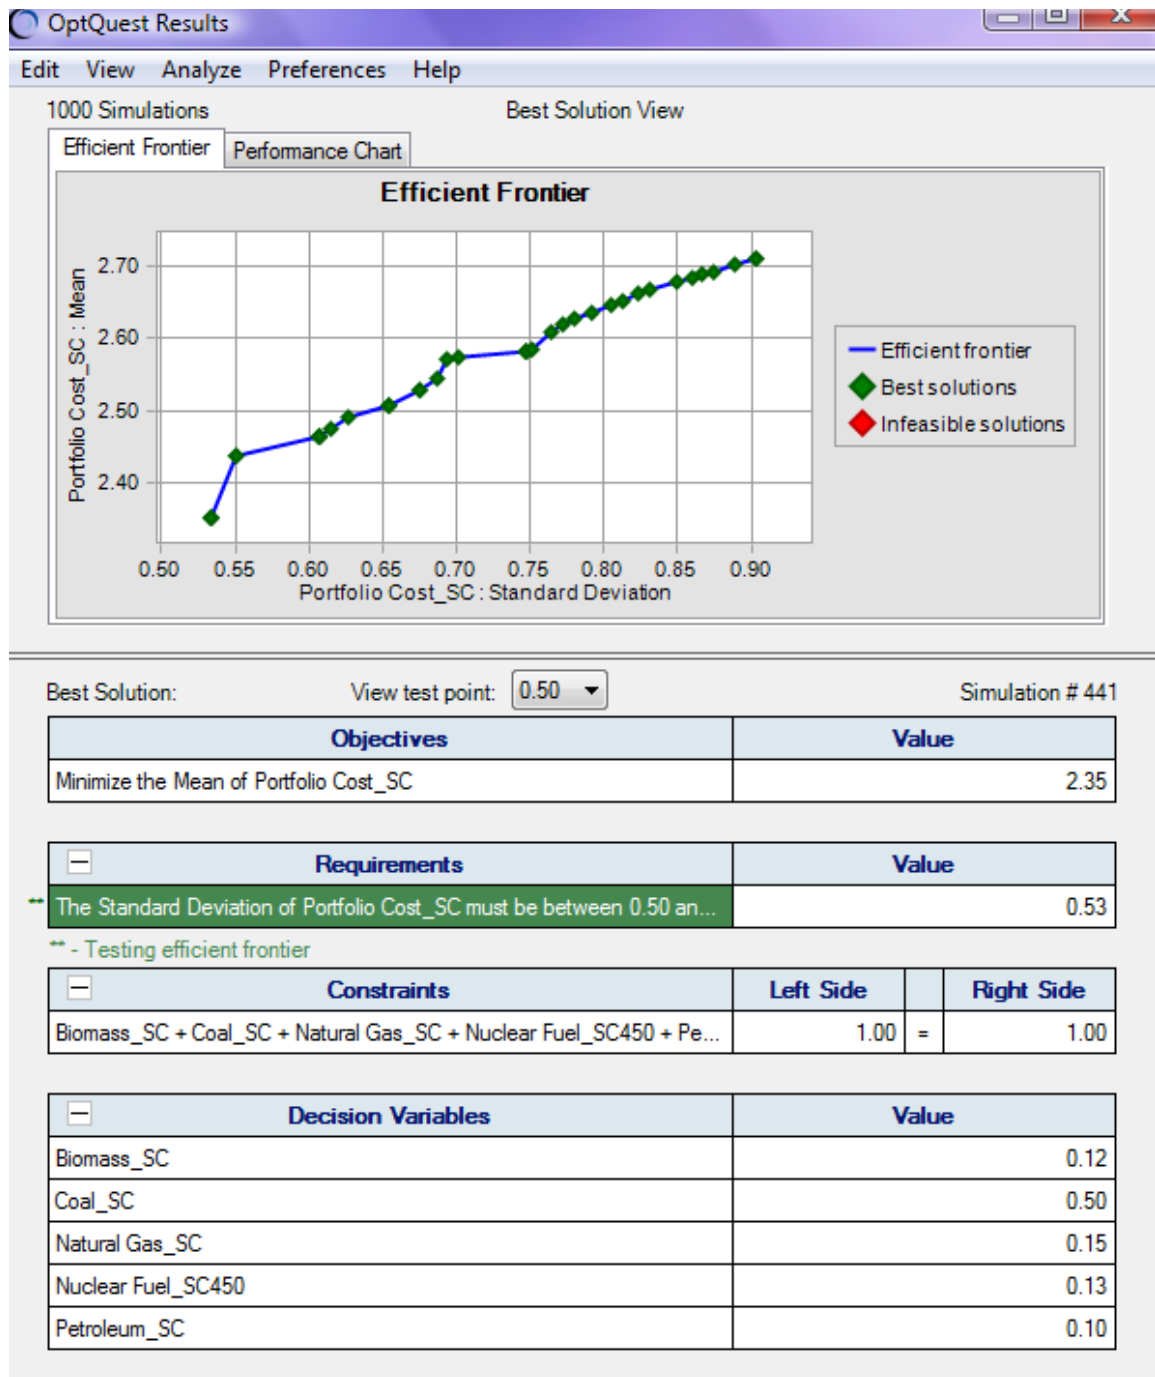 OptQuest Results
Edit View Analyze Preferences Help
1000 Simulations Best Solution View
Efficient Frontier Performance Chart
Efficient Frontier
Portfolio Cost_SC : Mean
2.70
2.60
2.50
2.40
0.50 0.55 0.60 0.65 0.70 0.75 0.80 0.85 0.90
Portfolio Cost_SC : Standard Deviation
Efficient frontier
Best solutions
Infeasible solutions
Best Solution: View test point: 0.50 Simulation # 441
Objectives Value
Minimize the Mean of Portfolio Cost_SC 2.35
Requirements Value
** The Standard Deviation of Portfolio Cost_SC must be between 0.50 an... 0.53
** - Testing efficient frontier
Constraints Left Side Right Side
Biomass_SC + Coal_SC + Natural Gas_SC + Nuclear Fuel_SC450 + Pe... 1.00 = 1.00
Decision Variables Value
Biomass_SC 0.12
Coal_SC 0.50
Natural Gas_SC 0.15
Nuclear Fuel_SC450 0.13
Petroleum_SC 0.10